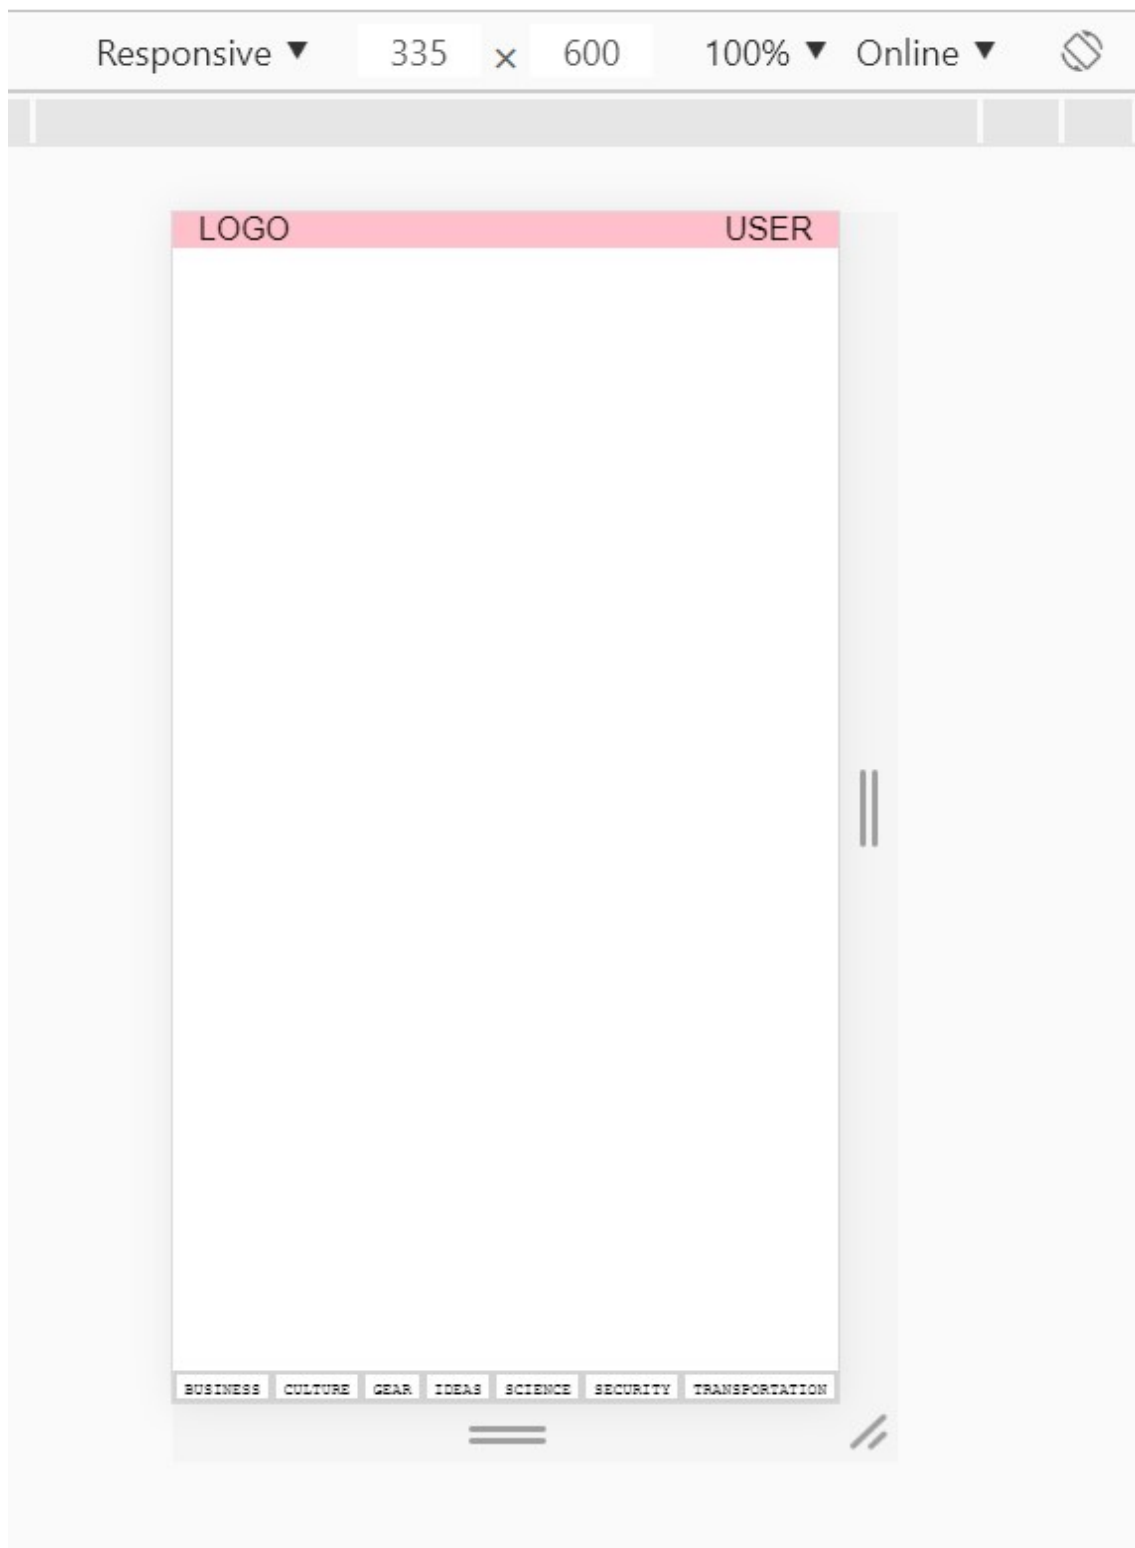 Responsive ▼ 335 × 600 100% ▼ Online ▼
LOGO USER
BUSINESS CULTURE GEAR IDEAS SCIENCE SECURITY TRANSPORTATION